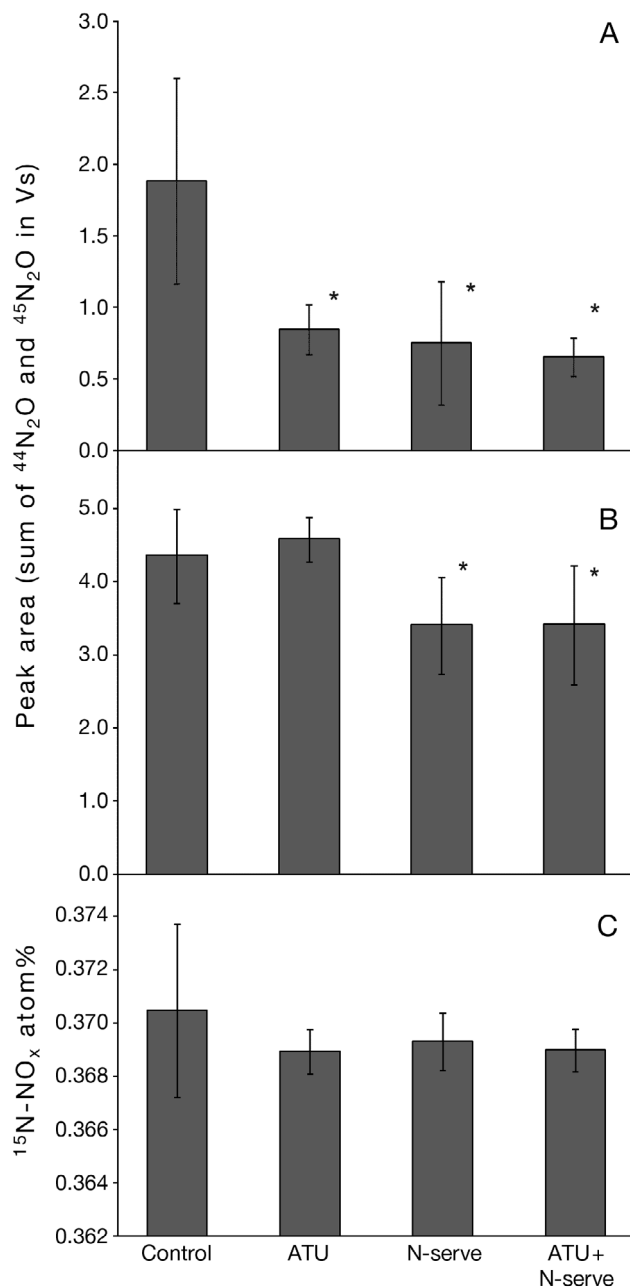 A
3.0
2.5
2.0
1.5
1.0
0.5
0.0
*
*
*
Peak area (sum of ⁴⁴N₂O and ⁴⁵N₂O in Vs)
B
5.0
4.0
3.0
2.0
1.0
0.0
*
*
C
0.374
0.372
0.370
0.368
0.366
0.364
0.362
¹⁵N-NOₓ atom%
Control
ATU
N-serve
ATU+
N-serve